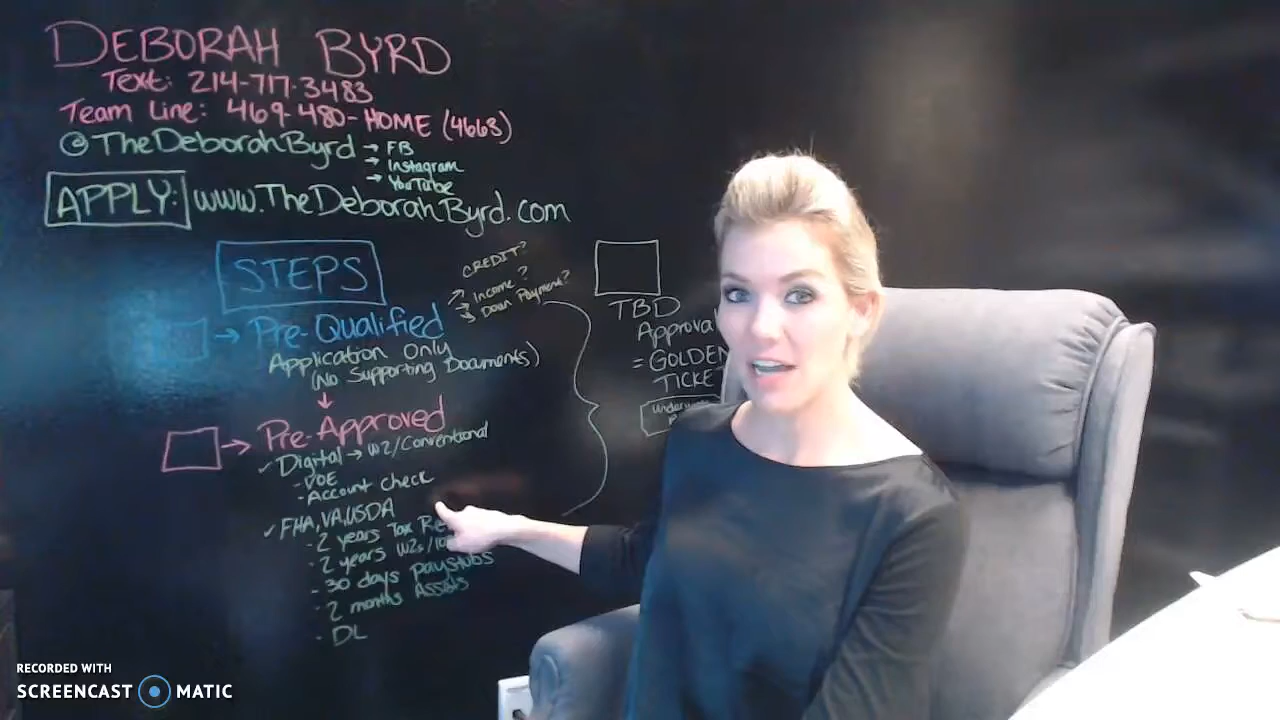 DEBORAH BYRD
Text: 214-717-3483
Team Line: 469-480-HOME (4663)
@TheDeborahByrd → FB
→ Instagram
→ YouTube
APPLY: www.TheDeborahByrd.com
STEPS
CREDIT?
Income?
Down Payment?
→ Pre-Qualified
Application Only
(No Supporting Documents)
→ Pre-Approved
✓ Digital → W2/Conventional
- VOE
- Account check
✓ FHA, VA, USDA
- 2 years Tax
- 2 years W2s/
- 30 days paystubs
- 2 months Assets
- DL
TBD
Approval
= GOLDEN
TICKET
RECORDED WITH
SCREENCAST MATIC